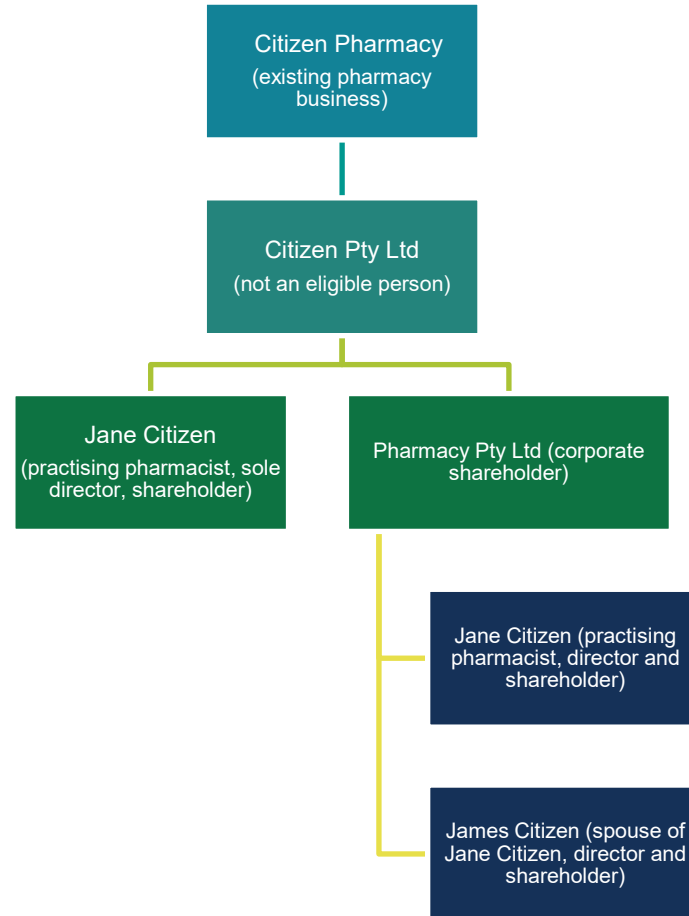 Citizen Pharmacy
(existing pharmacy
business)
Citizen Pty Ltd
(not an eligible person)
Jane Citizen
(practising pharmacist, sole
director, shareholder)
Pharmacy Pty Ltd (corporate
shareholder)
Jane Citizen (practising
pharmacist, director and
shareholder)
James Citizen (spouse of
Jane Citizen, director and
shareholder)